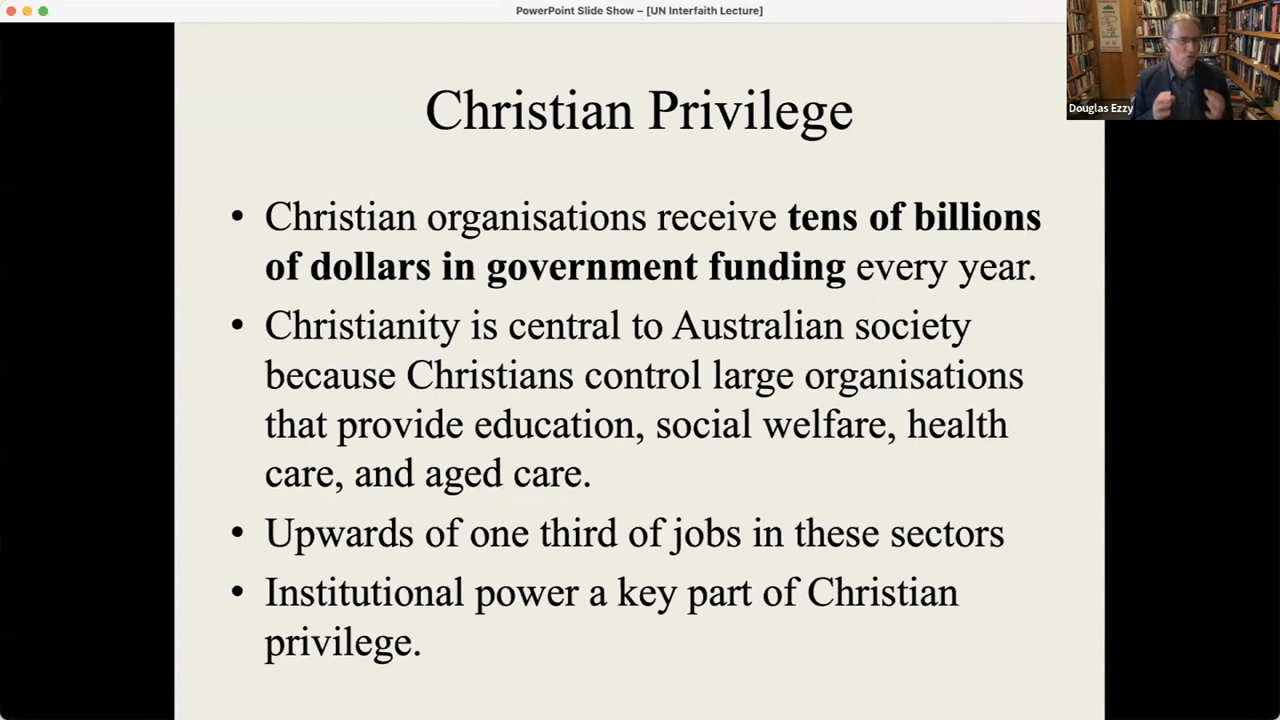 PowerPoint Slide Show – [UN Interfaith Lecture]
Douglas Ezzy
Christian Privilege
• Christian organisations receive tens of billions
of dollars in government funding every year.
• Christianity is central to Australian society
because Christians control large organisations
that provide education, social welfare, health
care, and aged care.
• Upwards of one third of jobs in these sectors
• Institutional power a key part of Christian
privilege.